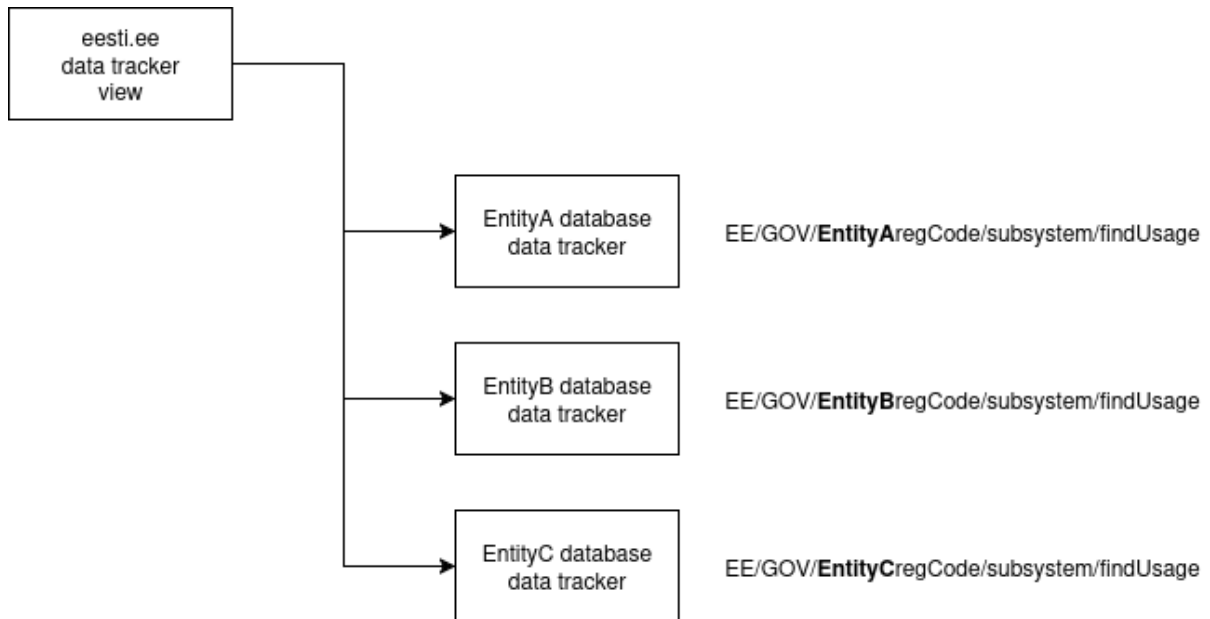 eesti.ee
data tracker
view
EntityA database
data tracker
EE/GOV/EntityAregCode/subsystem/findUsage
EntityB database
data tracker
EE/GOV/EntityBregCode/subsystem/findUsage
EntityC database
data tracker
EE/GOV/EntityCregCode/subsystem/findUsage